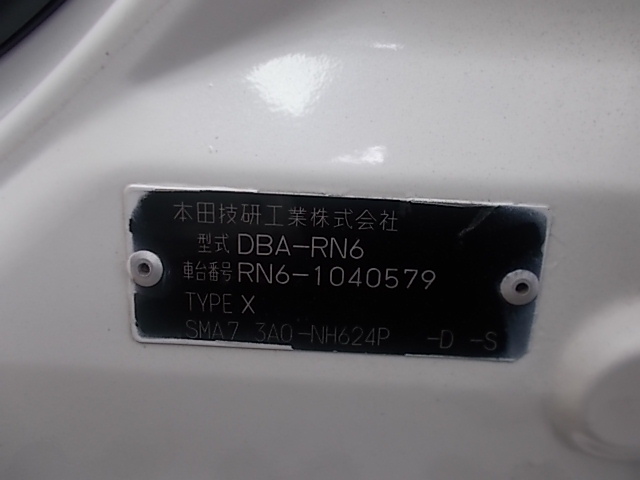 本田技研工業株式会社
型式 DBA-RN6
車台番号 RN6-1040579
TYPE X
SMA7 3A0-NH624P -D -S